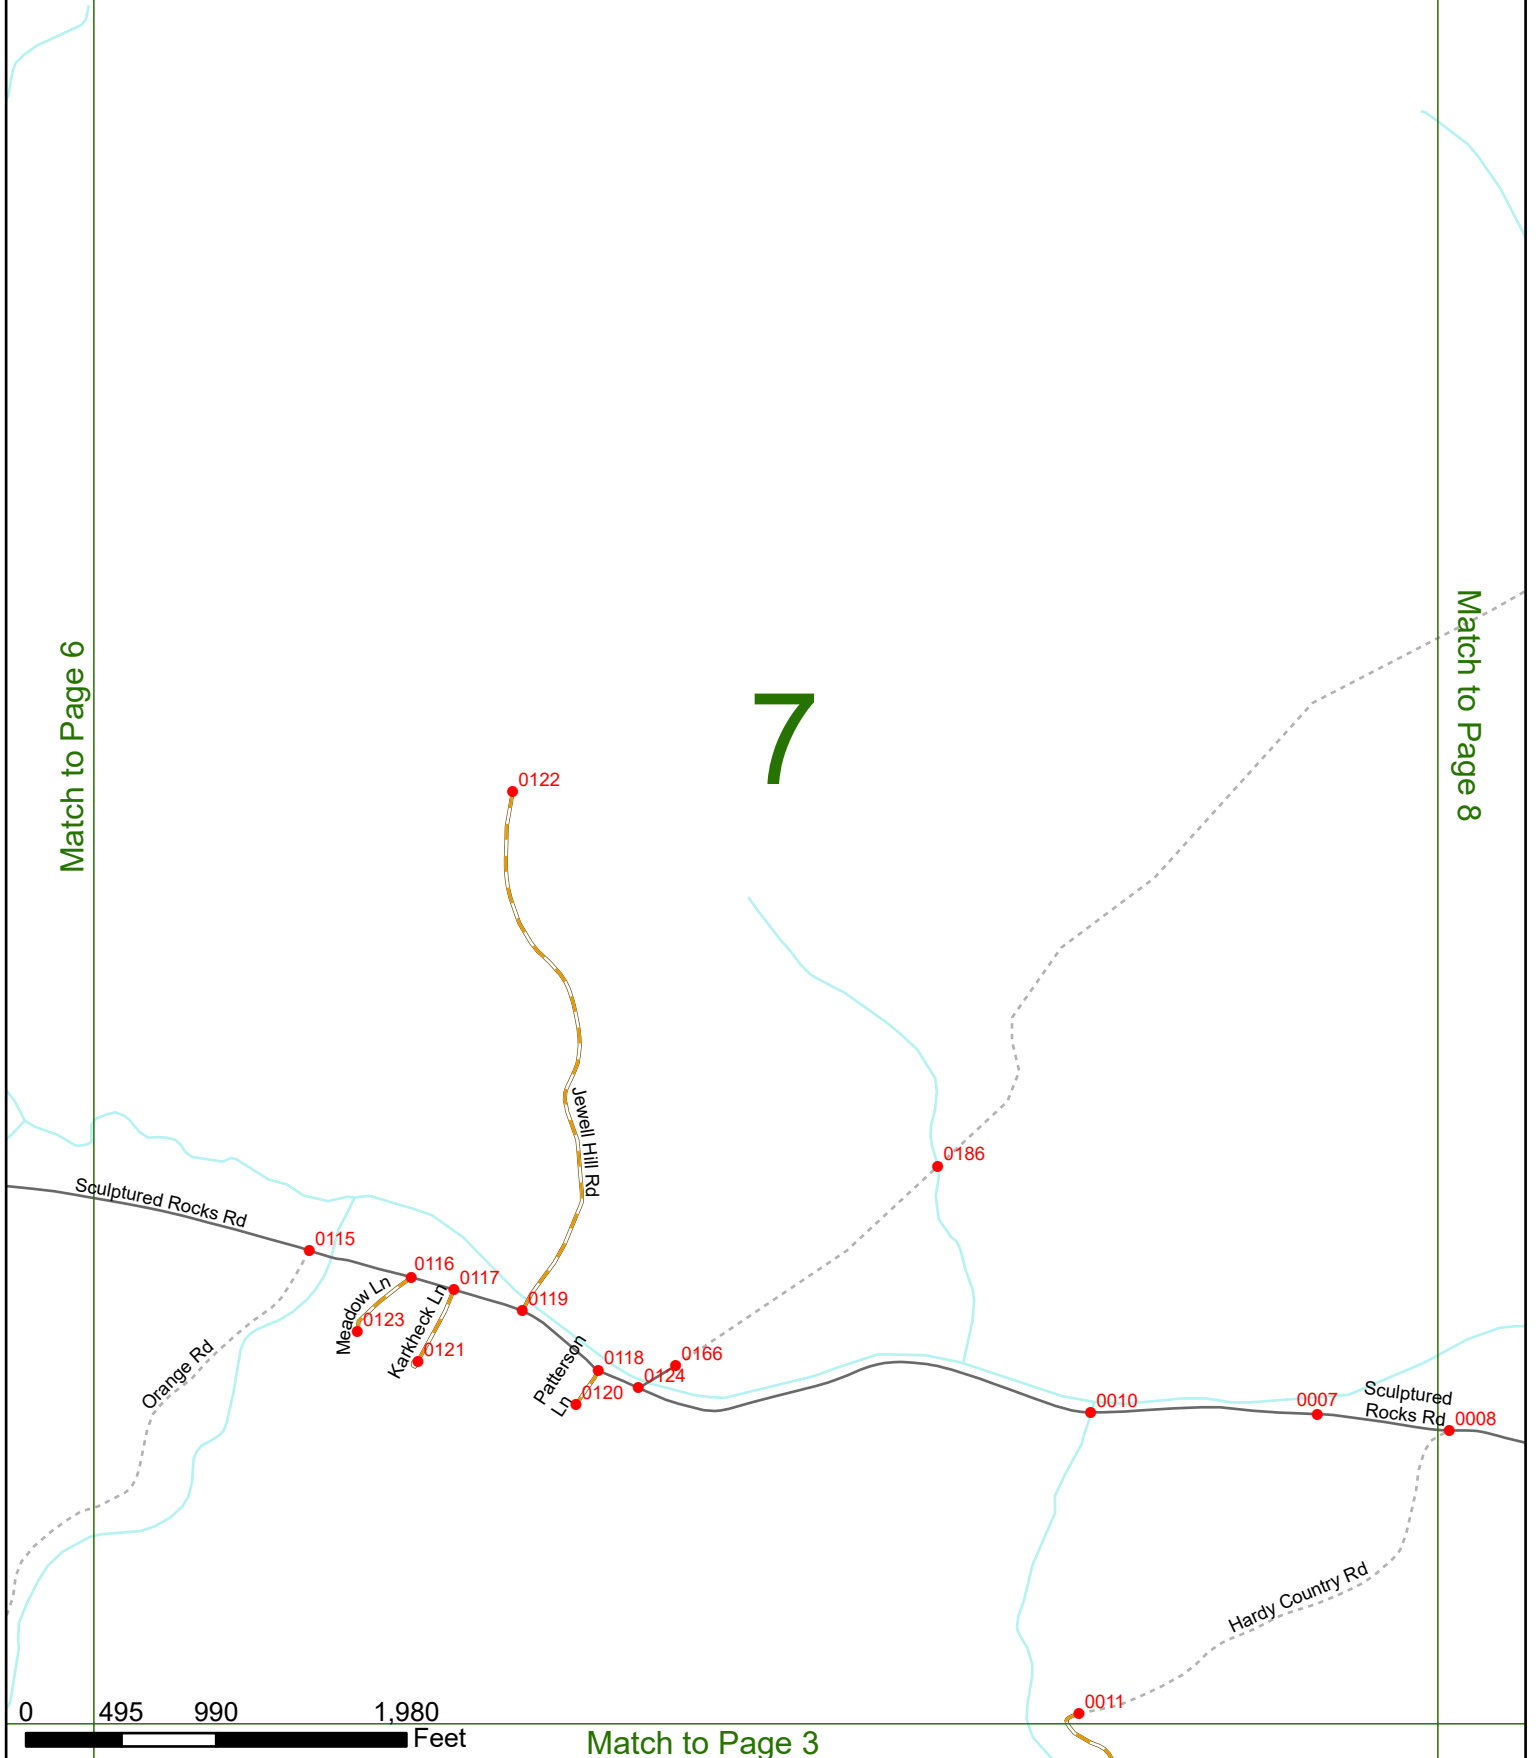 Match to Page 6
Match to Page 8
7
0122
Jewell Hill Rd
0186
Sculptured Rocks Rd
0115
0116
0117
0119
Meadow Ln
0123
Karkheck Ln
0121
Orange Rd
Patterson
Ln
0118
0166
0124
0120
0010
0007
Sculptured
Rocks Rd
0008
Hardy Country Rd
0011
0 495 990 1,980
Feet
Match to Page 3